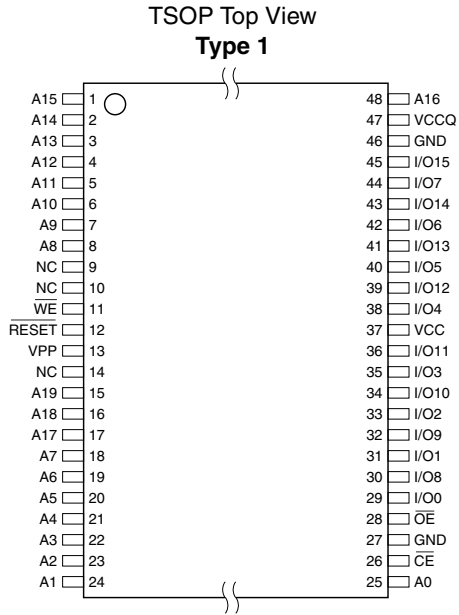 TSOP Top View
Type 1
A15 1 48 A16
A14 2 47 VCCQ
A13 3 46 GND
A12 4 45 I/O15
A11 5 44 I/O7
A10 6 43 I/O14
A9 7 42 I/O6
A8 8 41 I/O13
NC 9 40 I/O5
NC 10 39 I/O12
W̅E̅ 11 38 I/O4
R̅E̅S̅E̅T̅ 12 37 VCC
VPP 13 36 I/O11
NC 14 35 I/O3
A19 15 34 I/O10
A18 16 33 I/O2
A17 17 32 I/O9
A7 18 31 I/O1
A6 19 30 I/O8
A5 20 29 I/O0
A4 21 28 O̅E̅
A3 22 27 GND
A2 23 26 C̅E̅
A1 24 25 A0